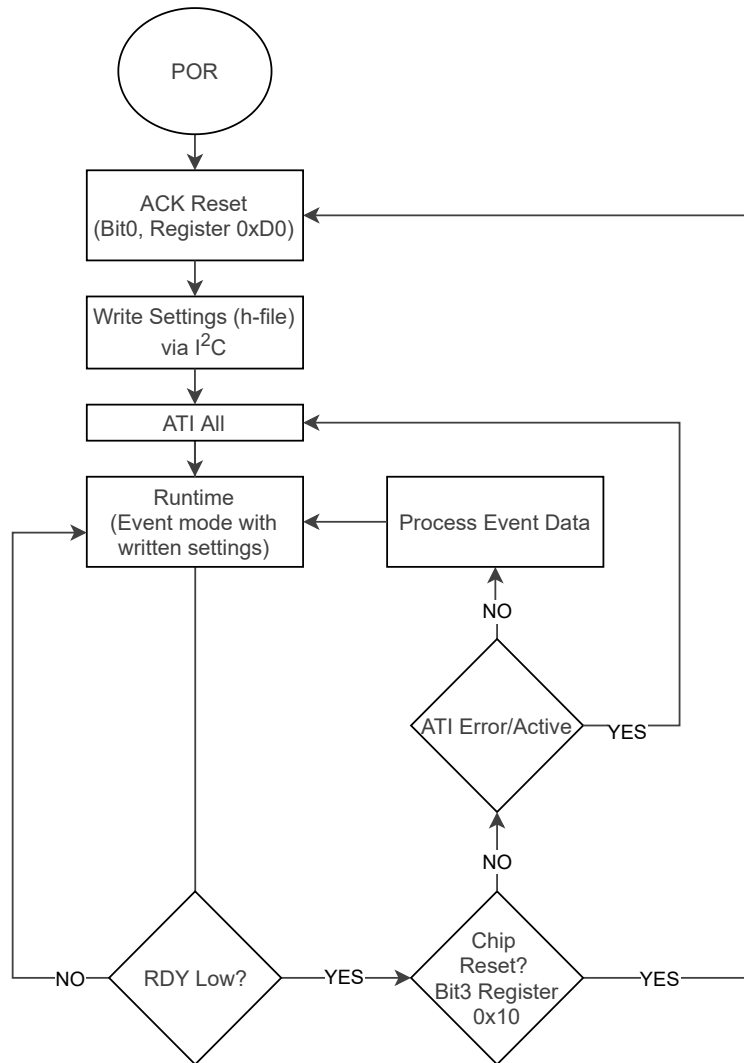 POR
ACK Reset
(Bit0, Register 0xD0)
Write Settings (h-file)
via I²C
ATI All
Runtime
(Event mode with
written settings)
Process Event Data
NO
ATI Error/Active
YES
NO
RDY Low?
NO
YES
Chip
Reset?
Bit3 Register
0x10
YES